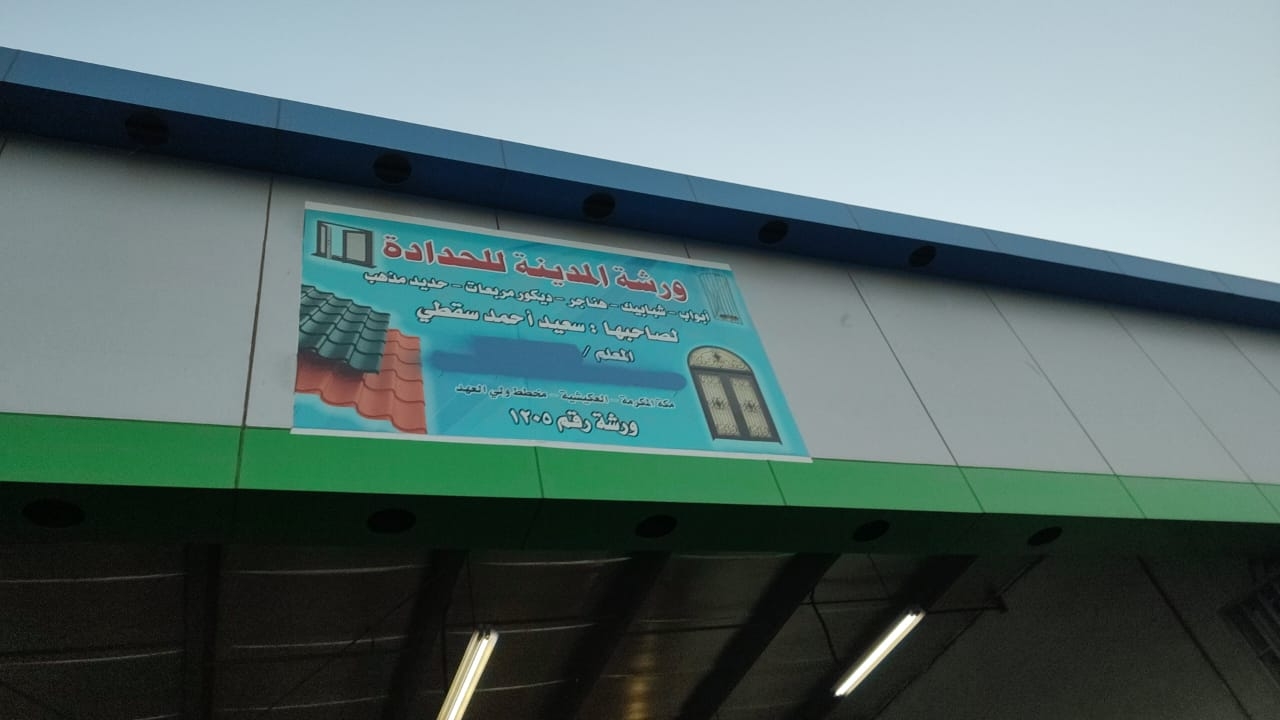 ورشة المدينة للحدادة
أبواب - شبابيك - هناجر - ديكور مربعات - حديد مذهب
لصاحبها : سعيد أحمد سقطي
المعلم /
مكة المكرمة - العكيشية - مخطط ولي العهد
ورشة رقم ١٢٠٥